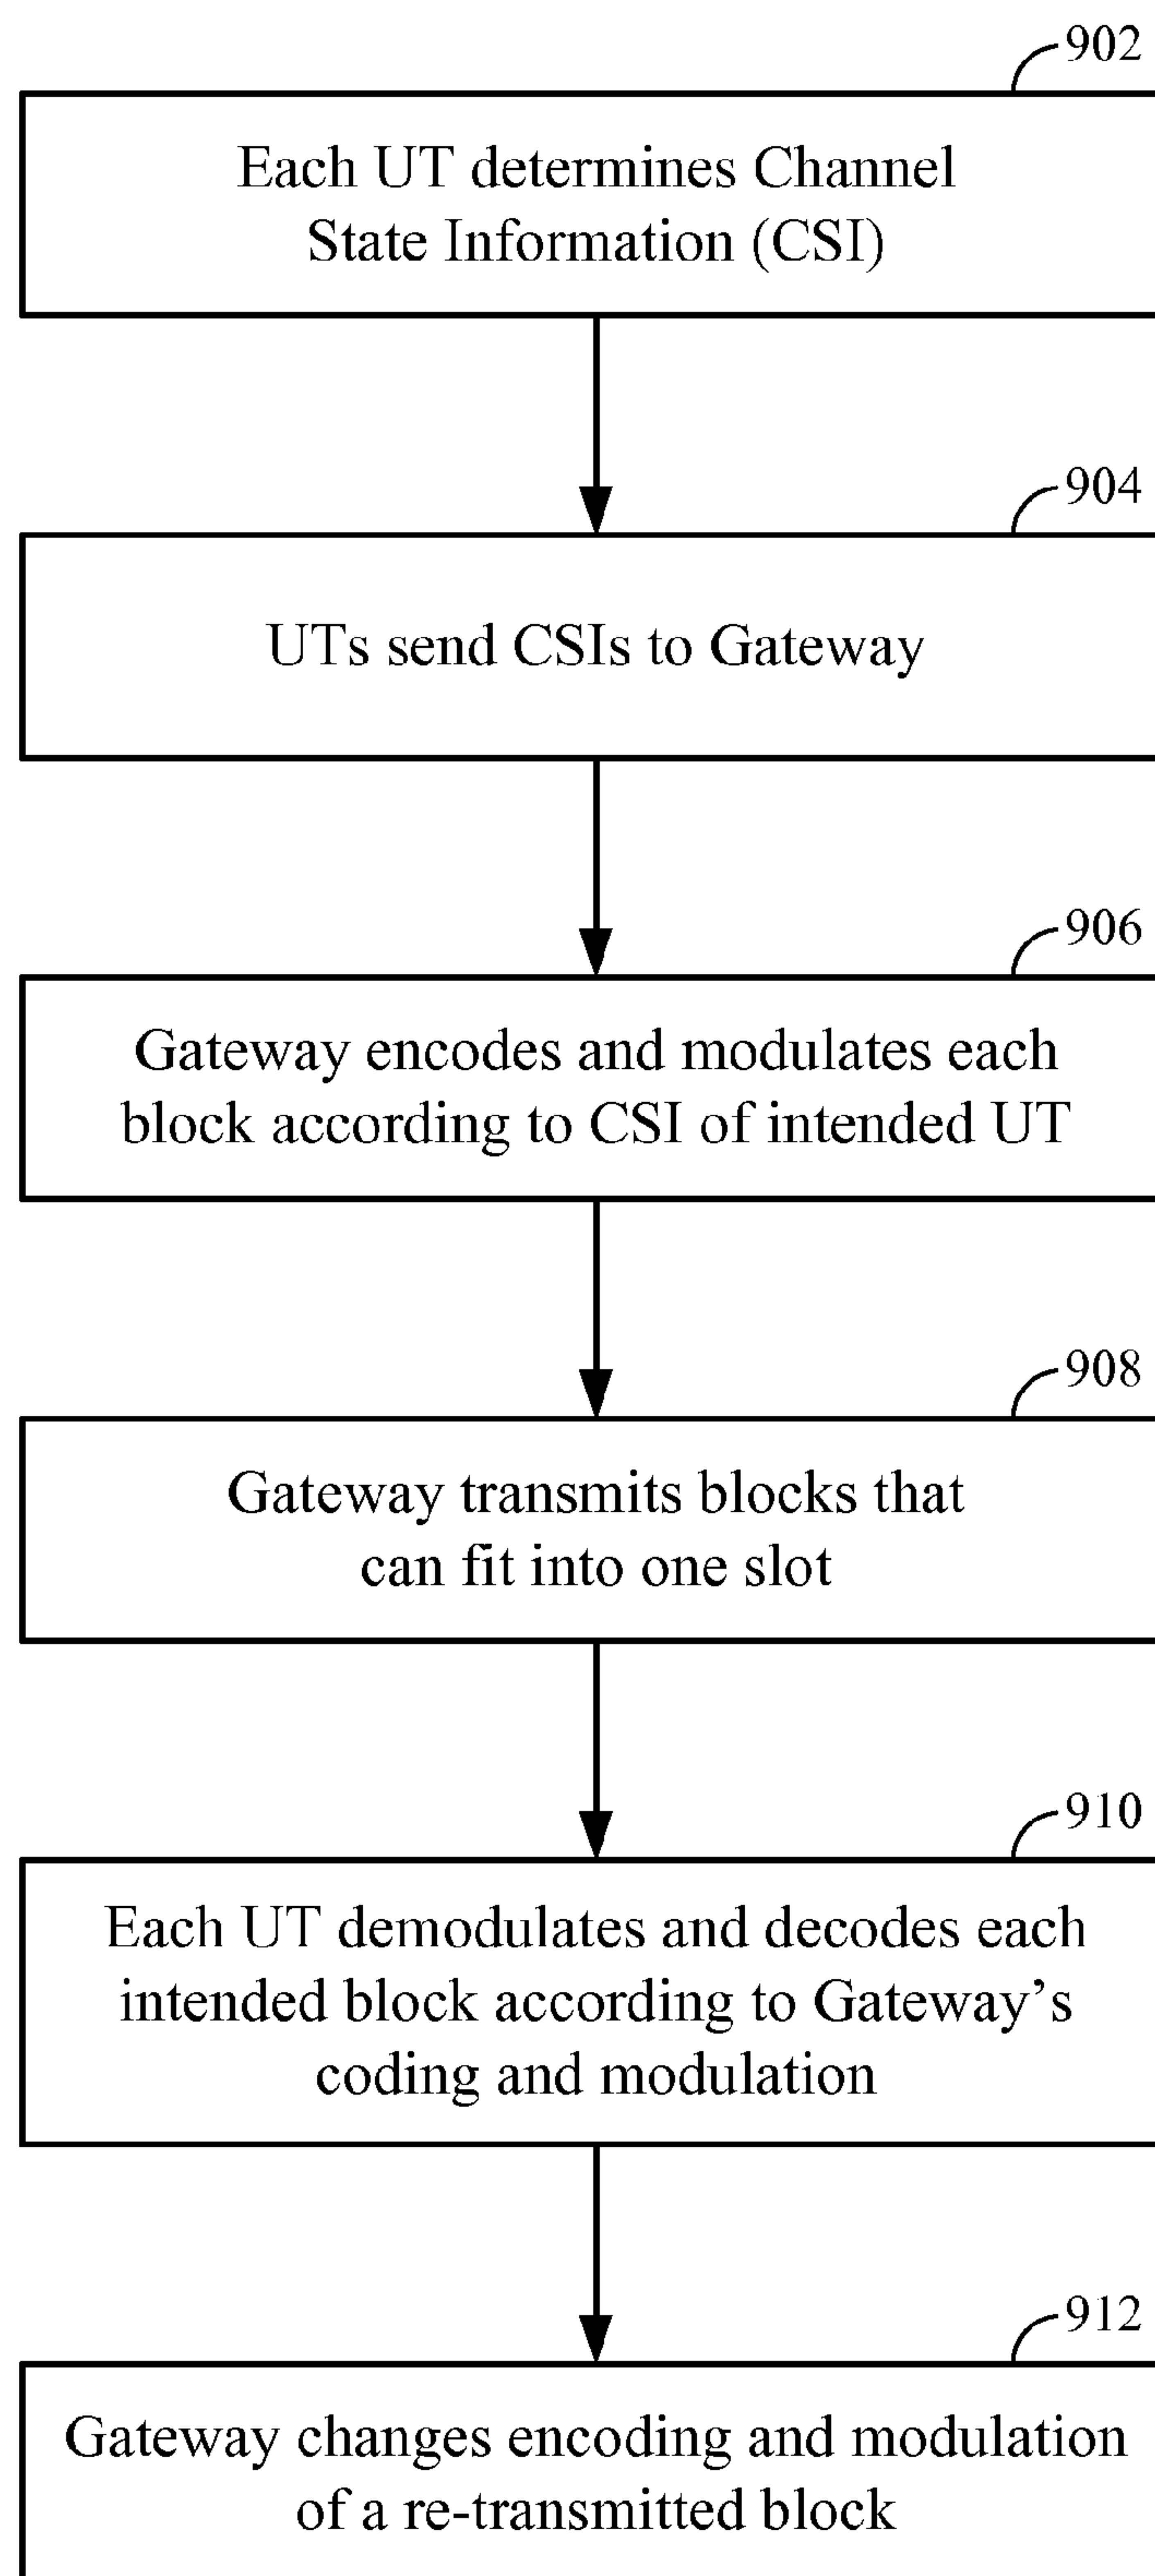 902
Each UT determines Channel
State Information (CSI)
904
UTs send CSIs to Gateway
906
Gateway encodes and modulates each
block according to CSI of intended UT
908
Gateway transmits blocks that
can fit into one slot
910
Each UT demodulates and decodes each
intended block according to Gateway’s
coding and modulation
912
Gateway changes encoding and modulation
of a re-transmitted block